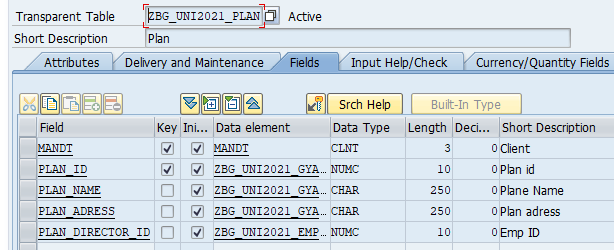 Transparent Table ZBG_UNI2021_PLAN Active
Short Description Plan
Attributes Delivery and Maintenance Fields Input Help/Check Currency/Quantity Fields
Srch Help Built-In Type
Field Key Ini... Data element Data Type Length Deci... Short Description
MANDT MANDT CLNT 3 0 Client
PLAN_ID ZBG_UNI2021_GYA... NUMC 10 0 Plan id
PLAN_NAME ZBG_UNI2021_GYA... CHAR 250 0 Plane Name
PLAN_ADRESS ZBG_UNI2021_GYA... CHAR 250 0 Plan adress
PLAN_DIRECTOR_ID ZBG_UNI2021_EMP... NUMC 10 0 Emp ID